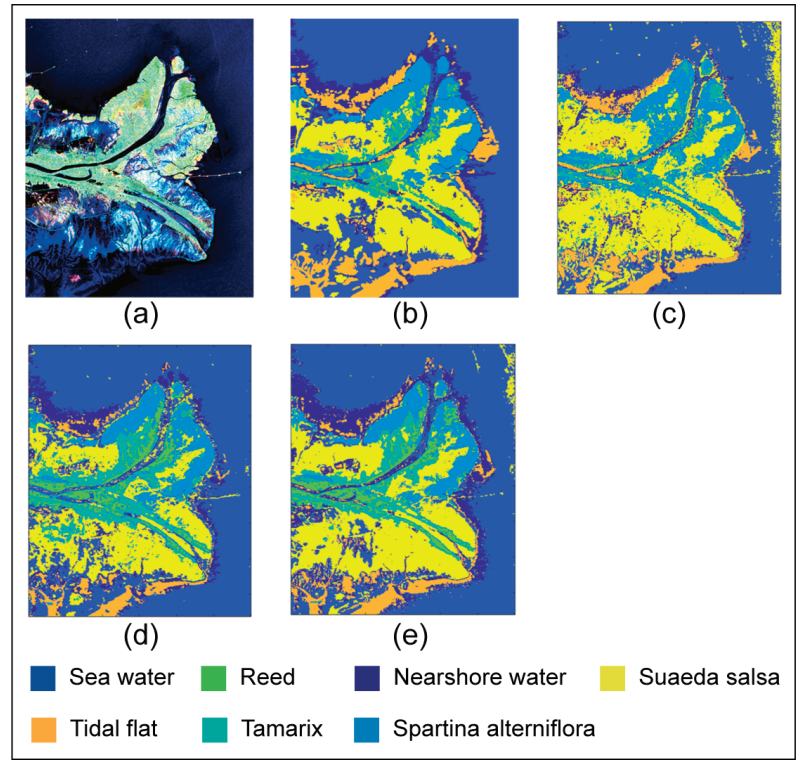 (a)
(b)
(c)
(d)
(e)
Sea water Reed Nearshore water Suaeda salsa
Tidal flat Tamarix Spartina alterniflora